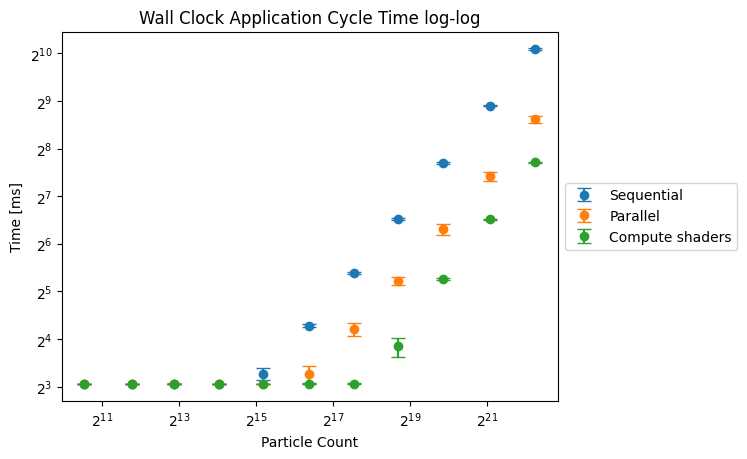 Wall Clock Application Cycle Time log-log
Time [ms]
2^10
2^9
2^8
2^7
2^6
2^5
2^4
2^3
2^11 2^13 2^15 2^17 2^19 2^21
Particle Count
Sequential
Parallel
Compute shaders